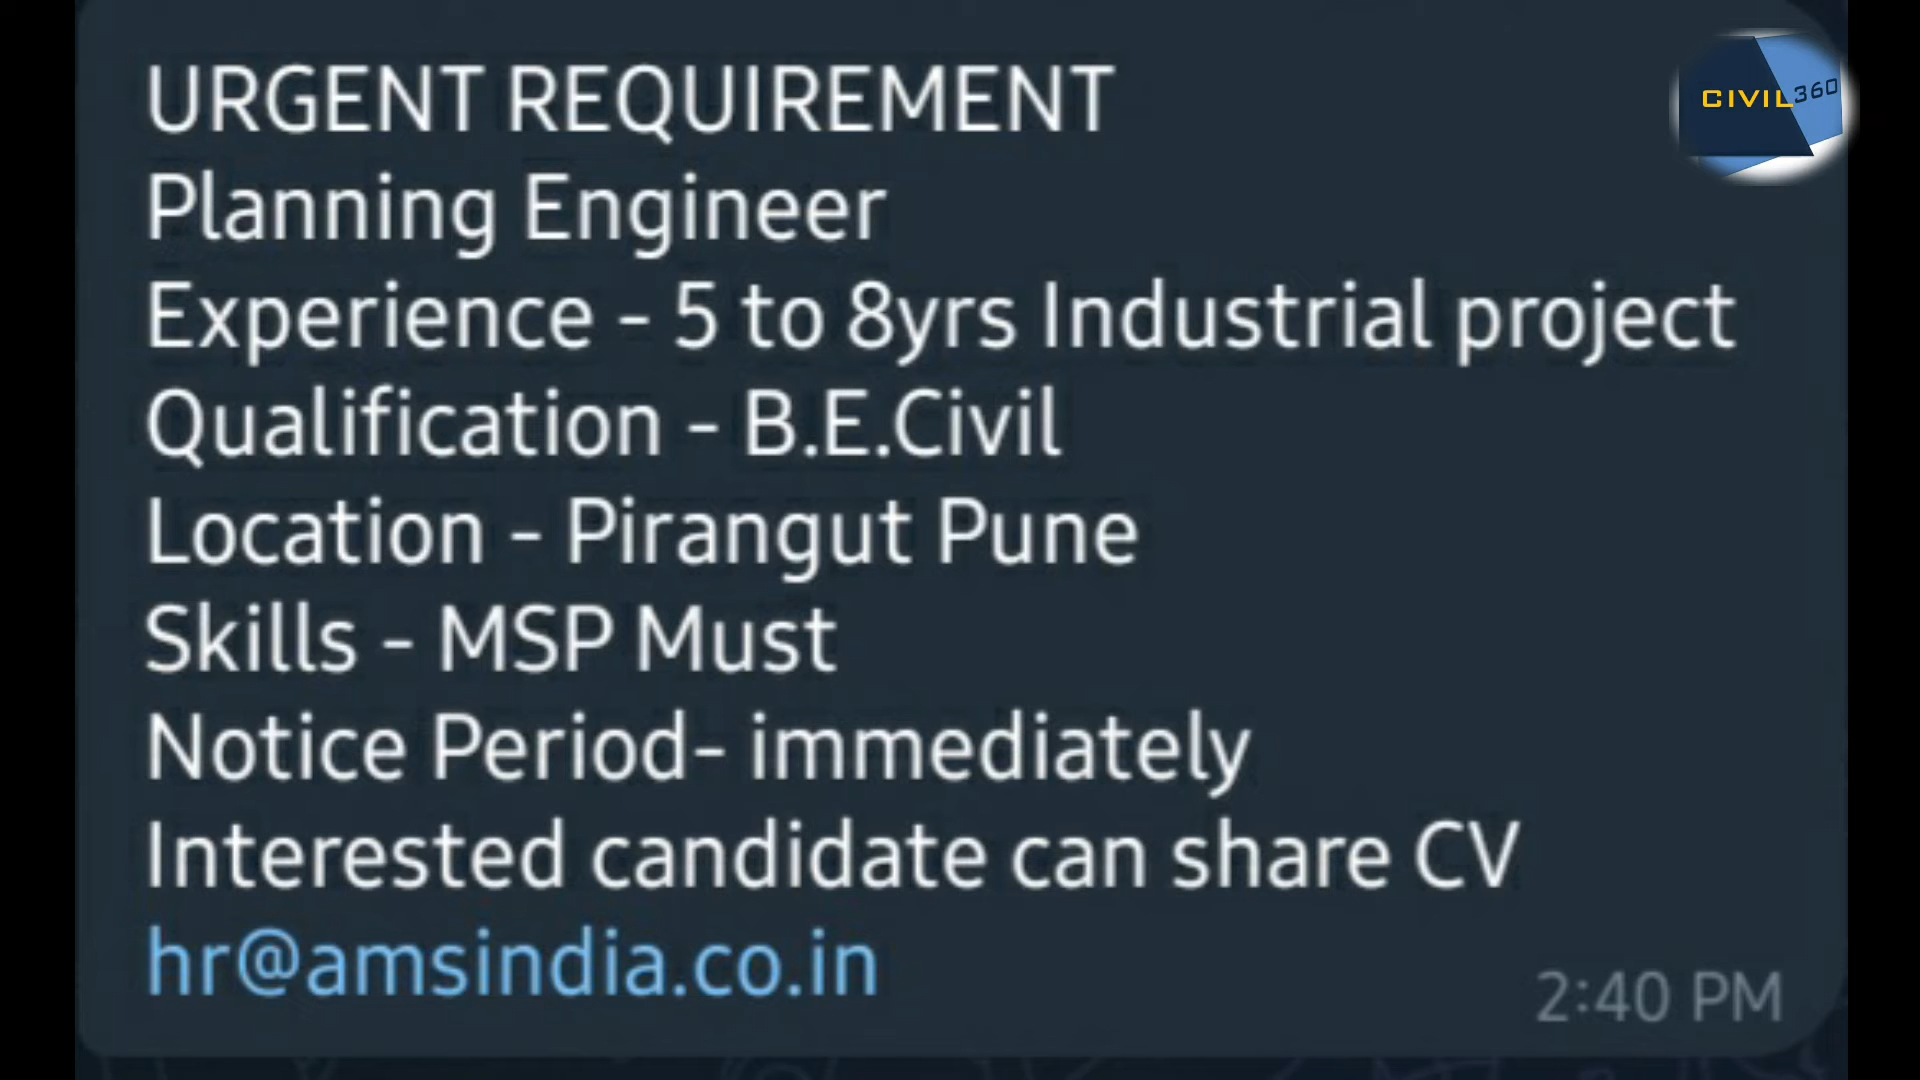 URGENT REQUIREMENT
Planning Engineer
Experience - 5 to 8yrs Industrial project
Qualification - B.E.Civil
Location - Pirangut Pune
Skills - MSP Must
Notice Period- immediately
Interested candidate can share CV
hr@amsindia.co.in
2:40 PM
CIVIL360